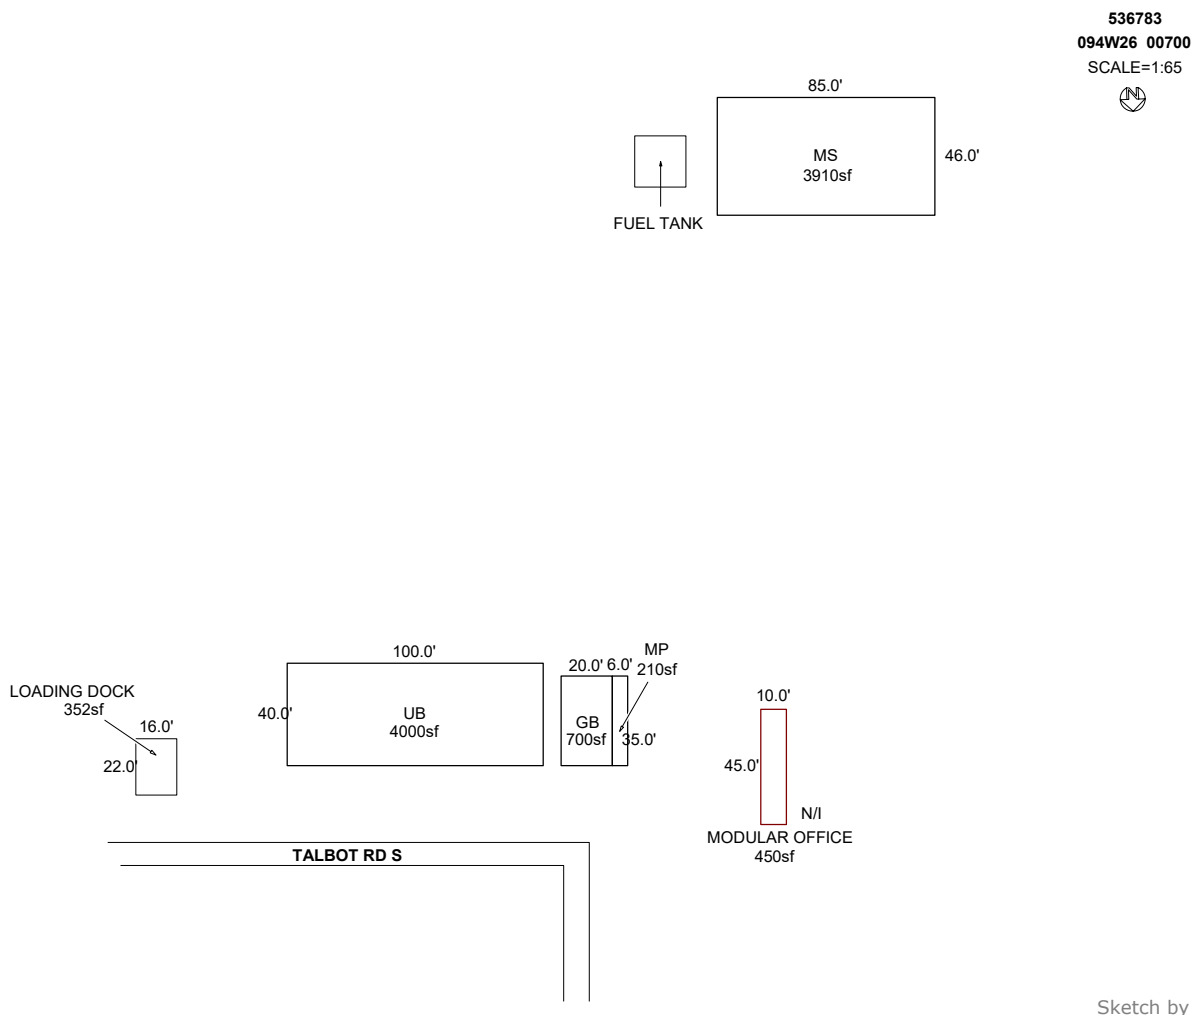 536783
094W26 00700
SCALE=1:65
N
85.0'
MS
3910sf
46.0'
FUEL TANK
100.0'
40.0'
UB
4000sf
20.0' 6.0'
MP
210sf
GB
700sf
35.0'
LOADING DOCK
352sf
16.0'
22.0'
10.0'
45.0'
N/I
MODULAR OFFICE
450sf
TALBOT RD S
Sketch by